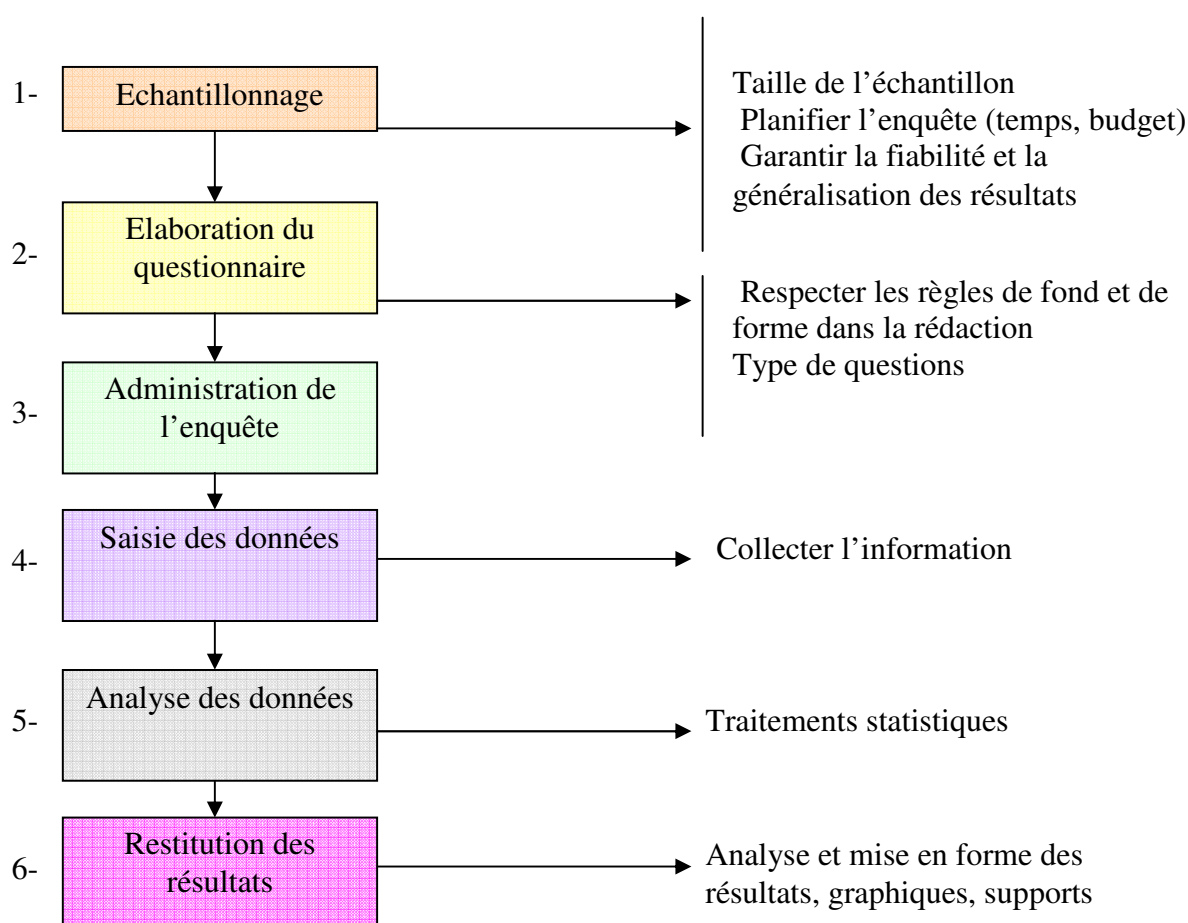 1-
Echantillonnage
Taille de l’échantillon
Planifier l’enquête (temps, budget)
Garantir la fiabilité et la
généralisation des résultats
2-
Elaboration du
questionnaire
Respecter les règles de fond et de
forme dans la rédaction
Type de questions
3-
Administration de
l’enquête
4-
Saisie des données
Collecter l’information
5-
Analyse des données
Traitements statistiques
6-
Restitution des
résultats
Analyse et mise en forme des
résultats, graphiques, supports